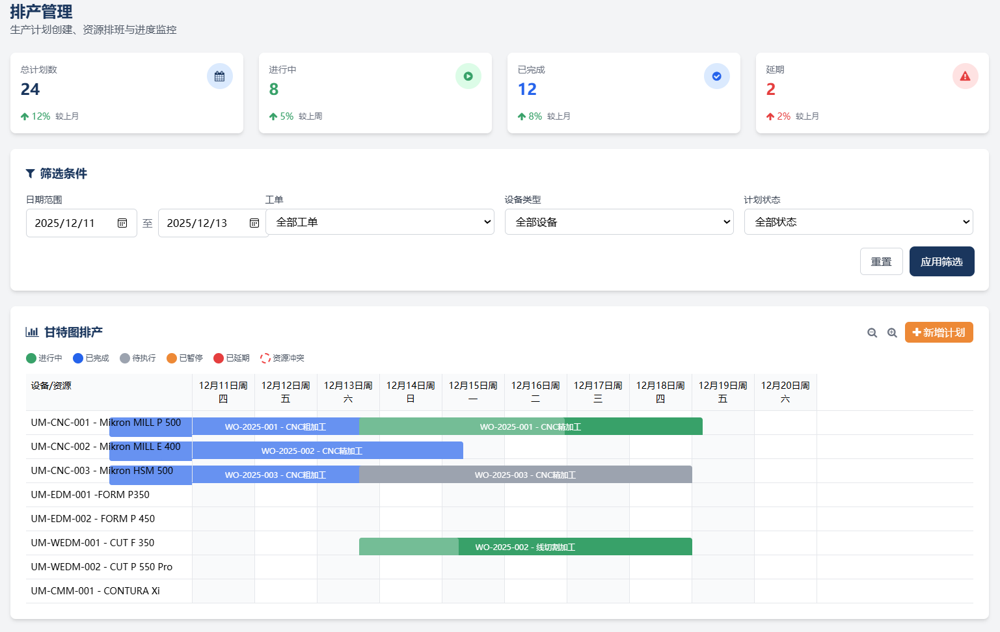 排产管理
生产计划创建、资源排班与进度监控
总计划数
24
12% 较上月
进行中
8
5% 较上周
已完成
12
8% 较上月
延期
2
2% 较上月
筛选条件
日期范围
2025/12/11 至 2025/12/13
工单
全部工单
设备类型
全部设备
计划状态
全部状态
重置 应用筛选
甘特图排产
新增计划
进行中 已完成 待执行 已暂停 已延期 资源冲突
设备/资源
12月11日周四
12月12日周五
12月13日周六
12月14日周日
12月15日周一
12月16日周二
12月17日周三
12月18日周四
12月19日周五
12月20日周六
UM-CNC-001 - Mikron MILL P 500 WO-2025-001 - CNC粗加工 WO-2025-001 - CNC精加工
UM-CNC-002 - Mikron MILL E 400 WO-2025-002 - CNC精加工
UM-CNC-003 - Mikron HSM 500 WO-2025-003 - CNC粗加工 WO-2025-003 - CNC精加工
UM-EDM-001 -FORM P350
UM-EDM-002 - FORM P 450
UM-WEDM-001 - CUT F 350 WO-2025-002 - 线切割加工
UM-WEDM-002 - CUT P 550 Pro
UM-CMM-001 - CONTURA Xi